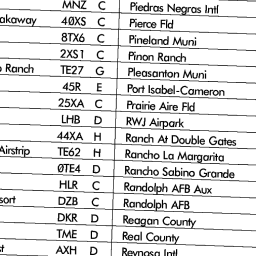 MNZ C Piedras Negras Intl
akaway 40XS C Pierce Fld
8TX6 C Pineland Muni
2XS1 C Pinon Ranch
Ranch TE27 G Pleasanton Muni
45R E Port Isabel-Cameron
25XA C Prairie Aire Fld
LHB D RWJ Airpark
44XA H Ranch At Double Gates
Airstrip TE62 H Rancho La Margarita
0TE4 D Rancho Sabino Grande
HLR C Randolph AFB Aux
sort DZB C Randolph AFB
DKR D Reagan County
TME D Real County
AXH D Reynosa Intl